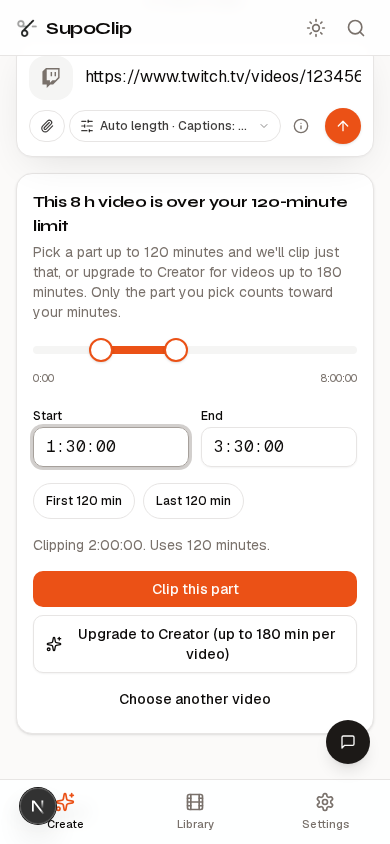 SupoClip
https://www.twitch.tv/videos/123456
Auto length · Captions: ...
This 8 h video is over your 120-minute
limit
Pick a part up to 120 minutes and we'll clip just
that, or upgrade to Creator for videos up to 180
minutes. Only the part you pick counts toward
your minutes.
0:00 8:00:00
Start End
1:30:00 3:30:00
First 120 min Last 120 min
Clipping 2:00:00. Uses 120 minutes.
Clip this part
Upgrade to Creator (up to 180 min per
video)
Choose another video
N
Create Library Settings